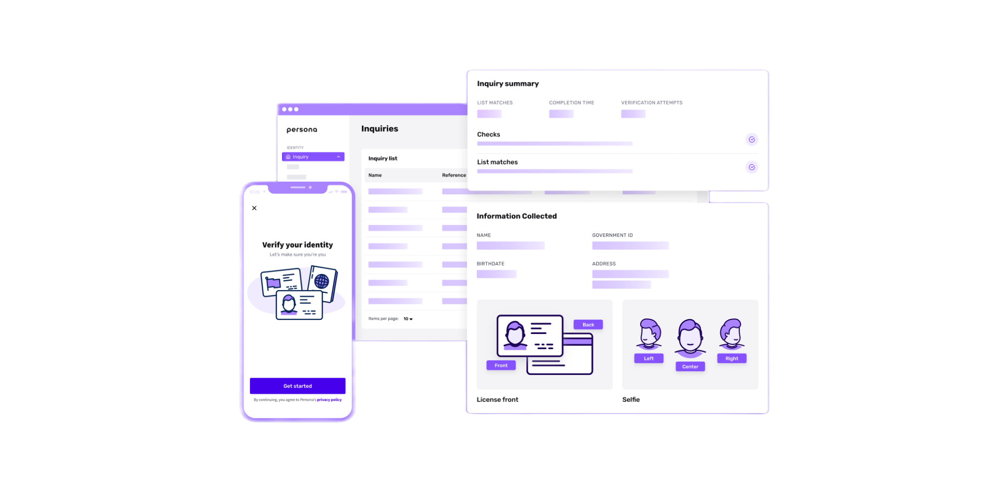 persona
IDENTITY
Inquiry
Inquiries
Inquiry list
Name Reference
Items per page: 10
12:22
Verify your identity
Let's make sure you're you
Get started
By continuing, you agree to Persona's privacy policy
Inquiry summary
LIST MATCHES COMPLETION TIME VERIFICATION ATTEMPTS
Checks
List matches
Information Collected
NAME GOVERNMENT ID
BIRTHDATE ADDRESS
Back
Front
License front
Left
Center
Right
Selfie